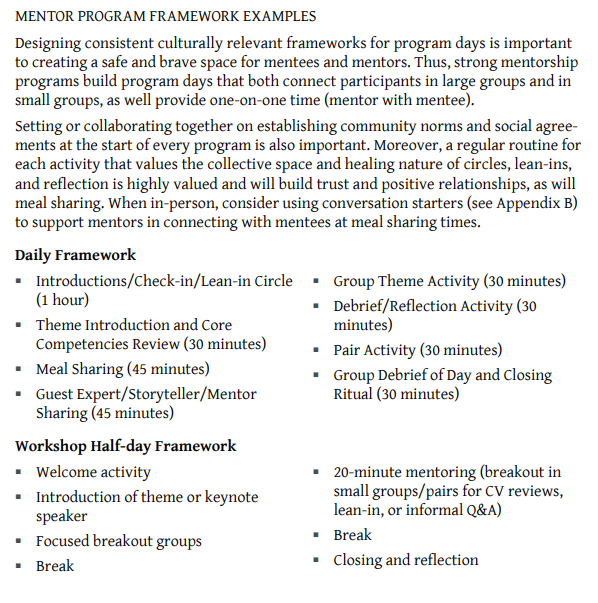 MENTOR PROGRAM FRAMEWORK EXAMPLES
Designing consistent culturally relevant frameworks for program days is important
to creating a safe and brave space for mentees and mentors. Thus, strong mentorship
programs build program days that both connect participants in large groups and in
small groups, as well provide one-on-one time (mentor with mentee).
Setting or collaborating together on establishing community norms and social agree-
ments at the start of every program is also important. Moreover, a regular routine for
each activity that values the collective space and healing nature of circles, lean-ins,
and reflection is highly valued and will build trust and positive relationships, as will
meal sharing. When in-person, consider using conversation starters (see Appendix B)
to support mentors in connecting with mentees at meal sharing times.
Daily Framework
▪ Introductions/Check-in/Lean-in Circle
(1 hour)
▪ Theme Introduction and Core
Competencies Review (30 minutes)
▪ Meal Sharing (45 minutes)
▪ Guest Expert/Storyteller/Mentor
Sharing (45 minutes)
▪ Group Theme Activity (30 minutes)
▪ Debrief/Reflection Activity (30
minutes)
▪ Pair Activity (30 minutes)
▪ Group Debrief of Day and Closing
Ritual (30 minutes)
Workshop Half-day Framework
▪ Welcome activity
▪ Introduction of theme or keynote
speaker
▪ Focused breakout groups
▪ Break
▪ 20-minute mentoring (breakout in
small groups/pairs for CV reviews,
lean-in, or informal Q&A)
▪ Break
▪ Closing and reflection